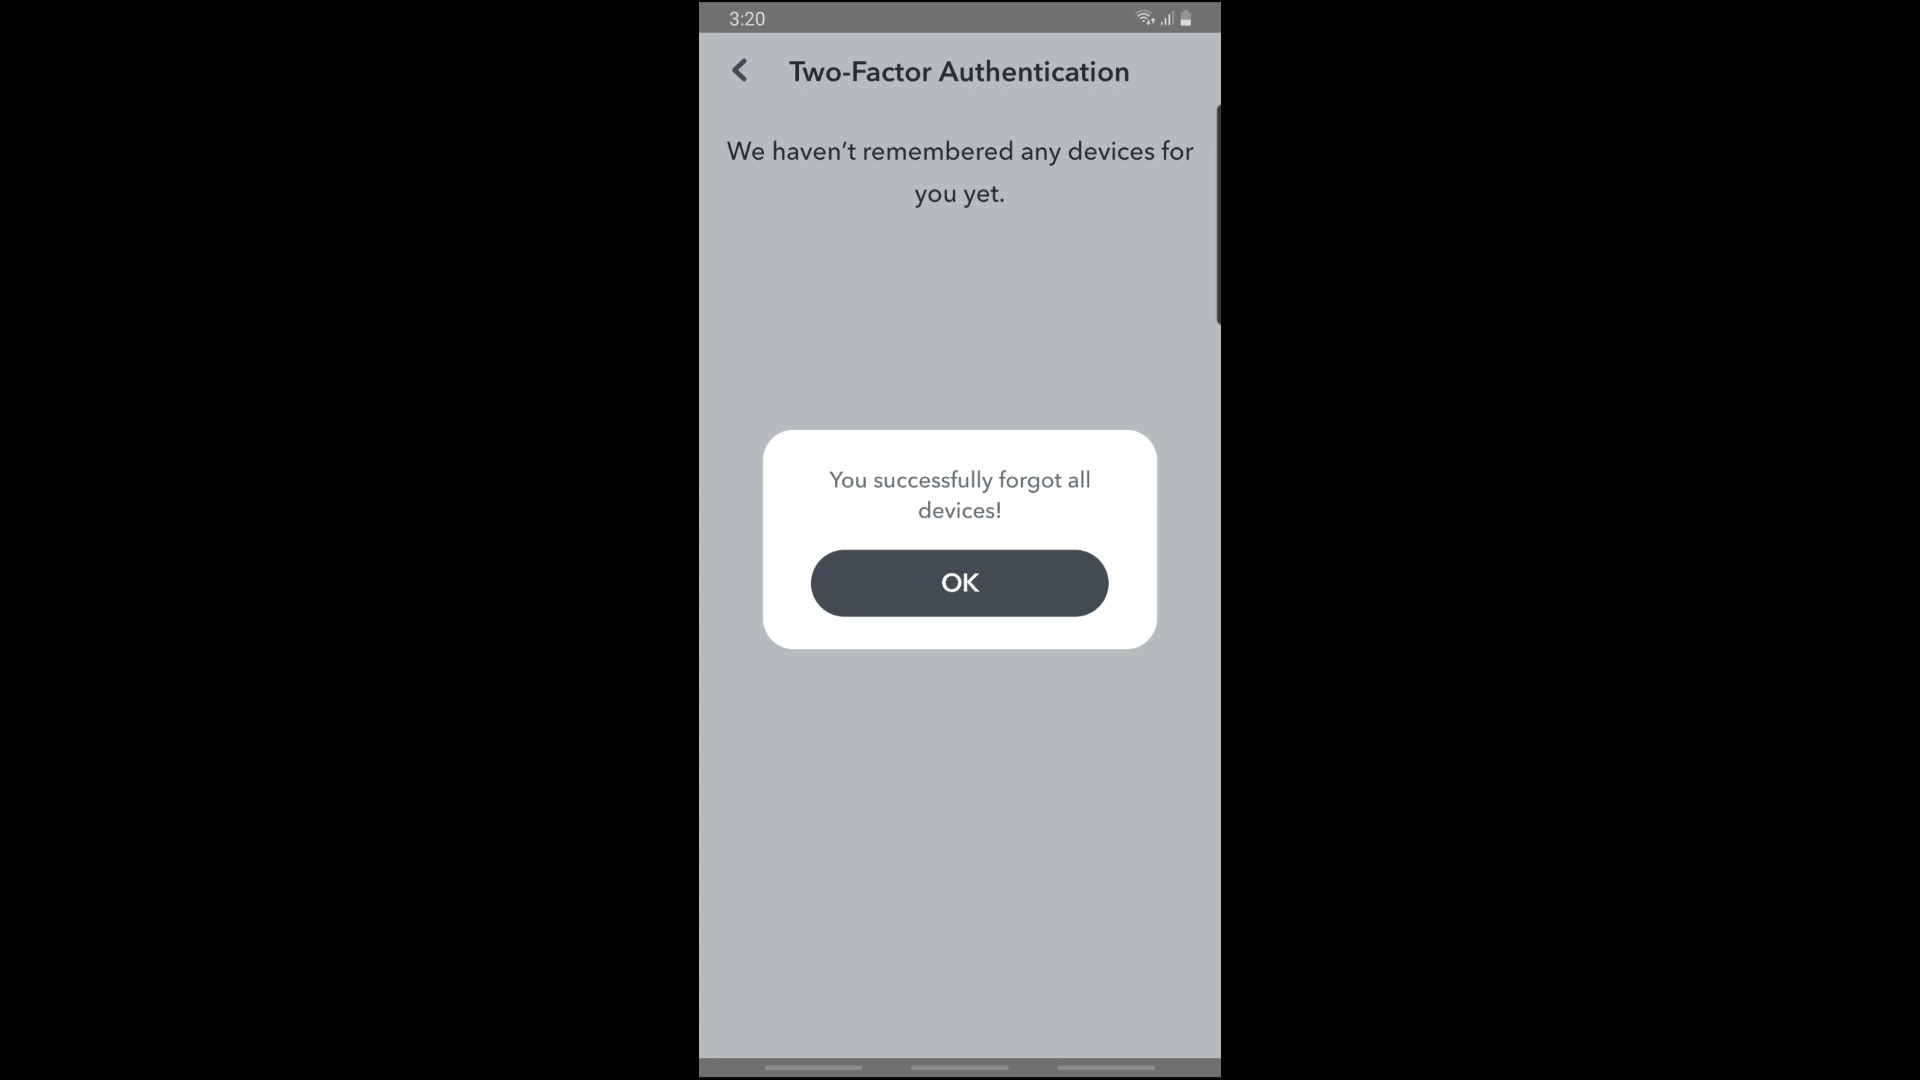 3:20
Two-Factor Authentication
We haven't remembered any devices for
you yet.
You successfully forgot all
devices!
OK